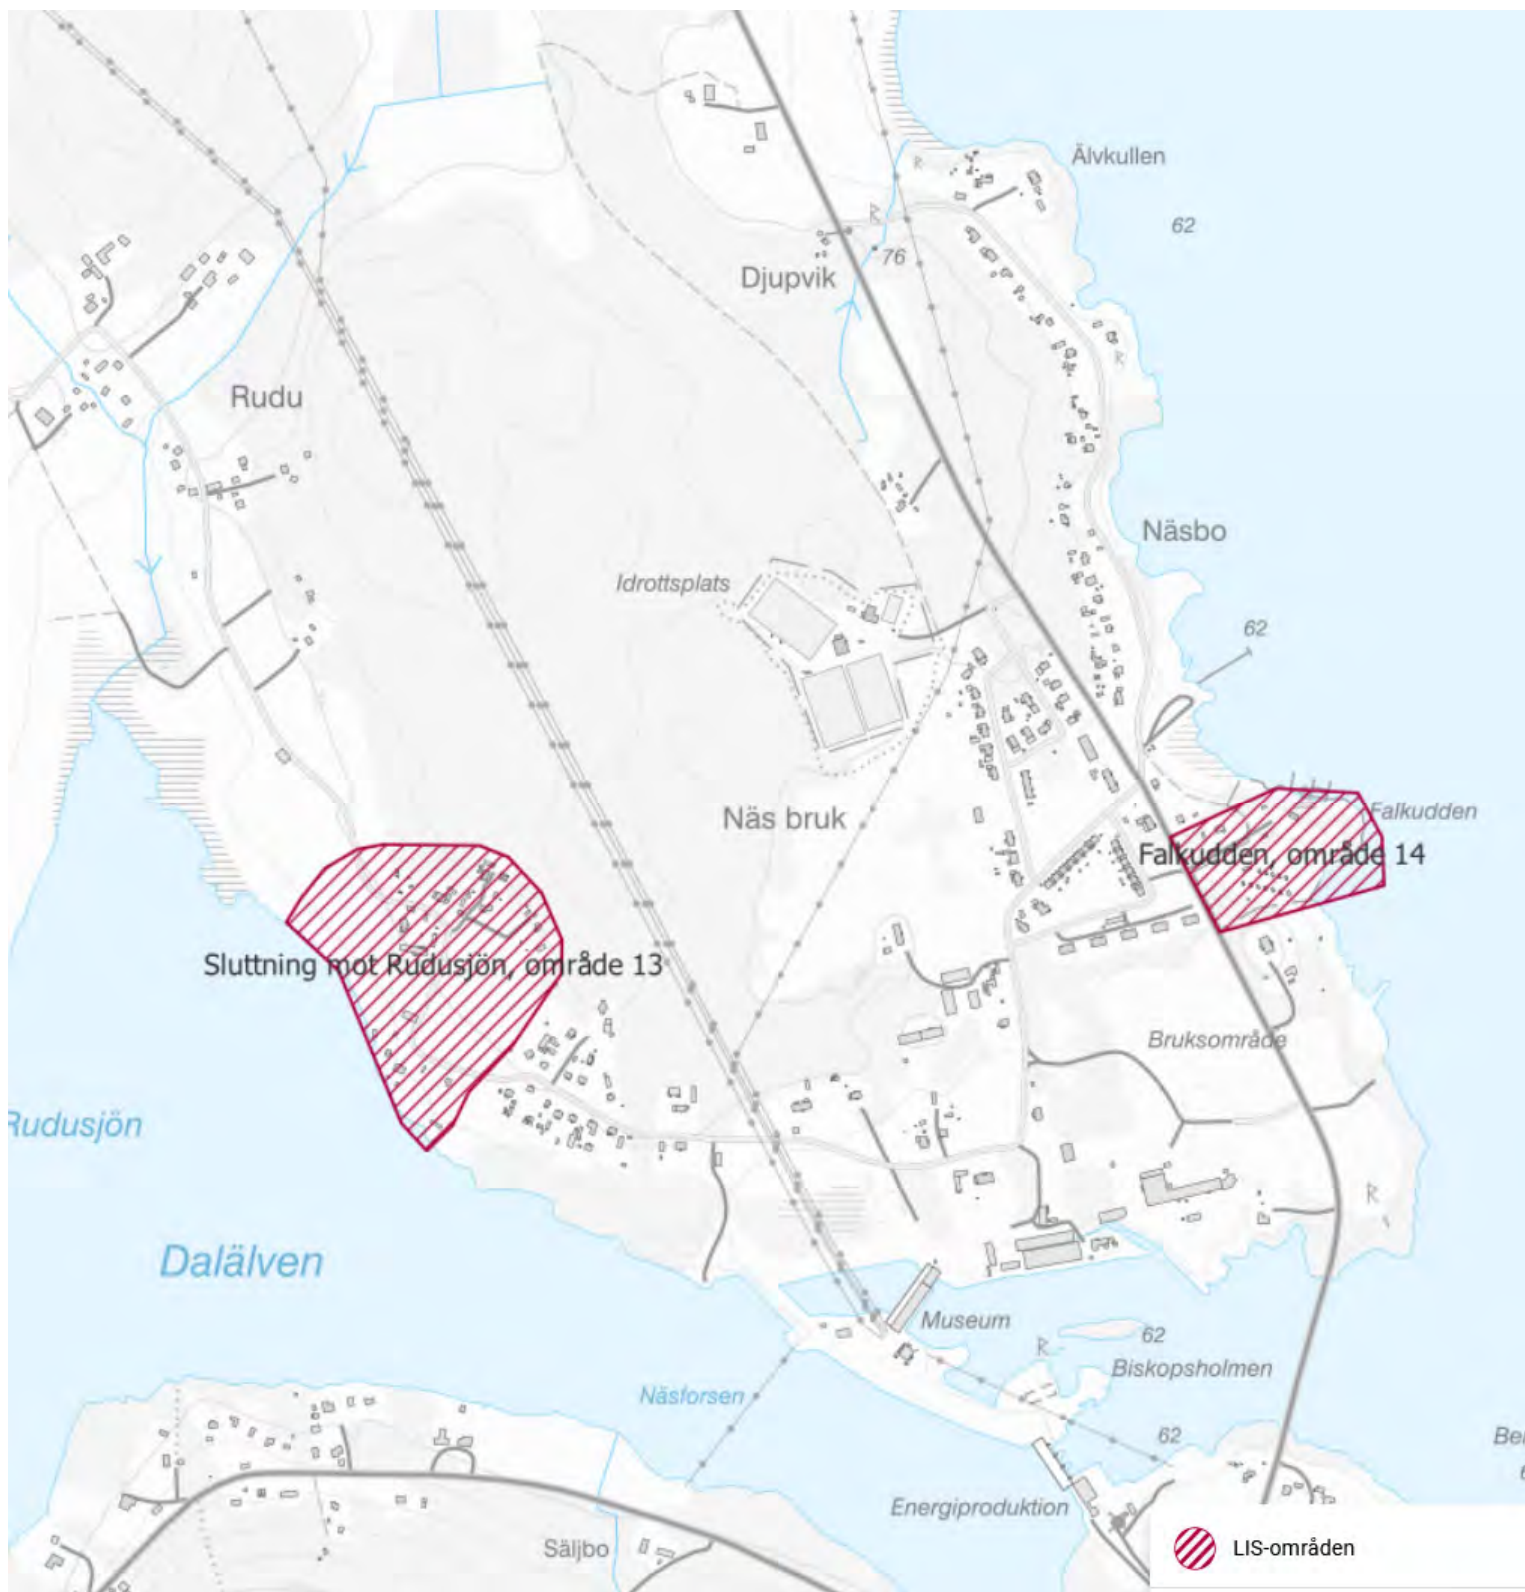 Älvkullen
62
76
Djupvik
Rudu
Näsbo
Idrottsplats
62
Näs bruk
Falkudden
Falkudden, område 14
Sluttning mot Rudusjön, område 13
Bruksområde
Rudusjön
R
Dalälven
Museum
62
R
Biskopsholmen
Näsforsen
62
Energiproduktion
Säljbo
LIS-områden